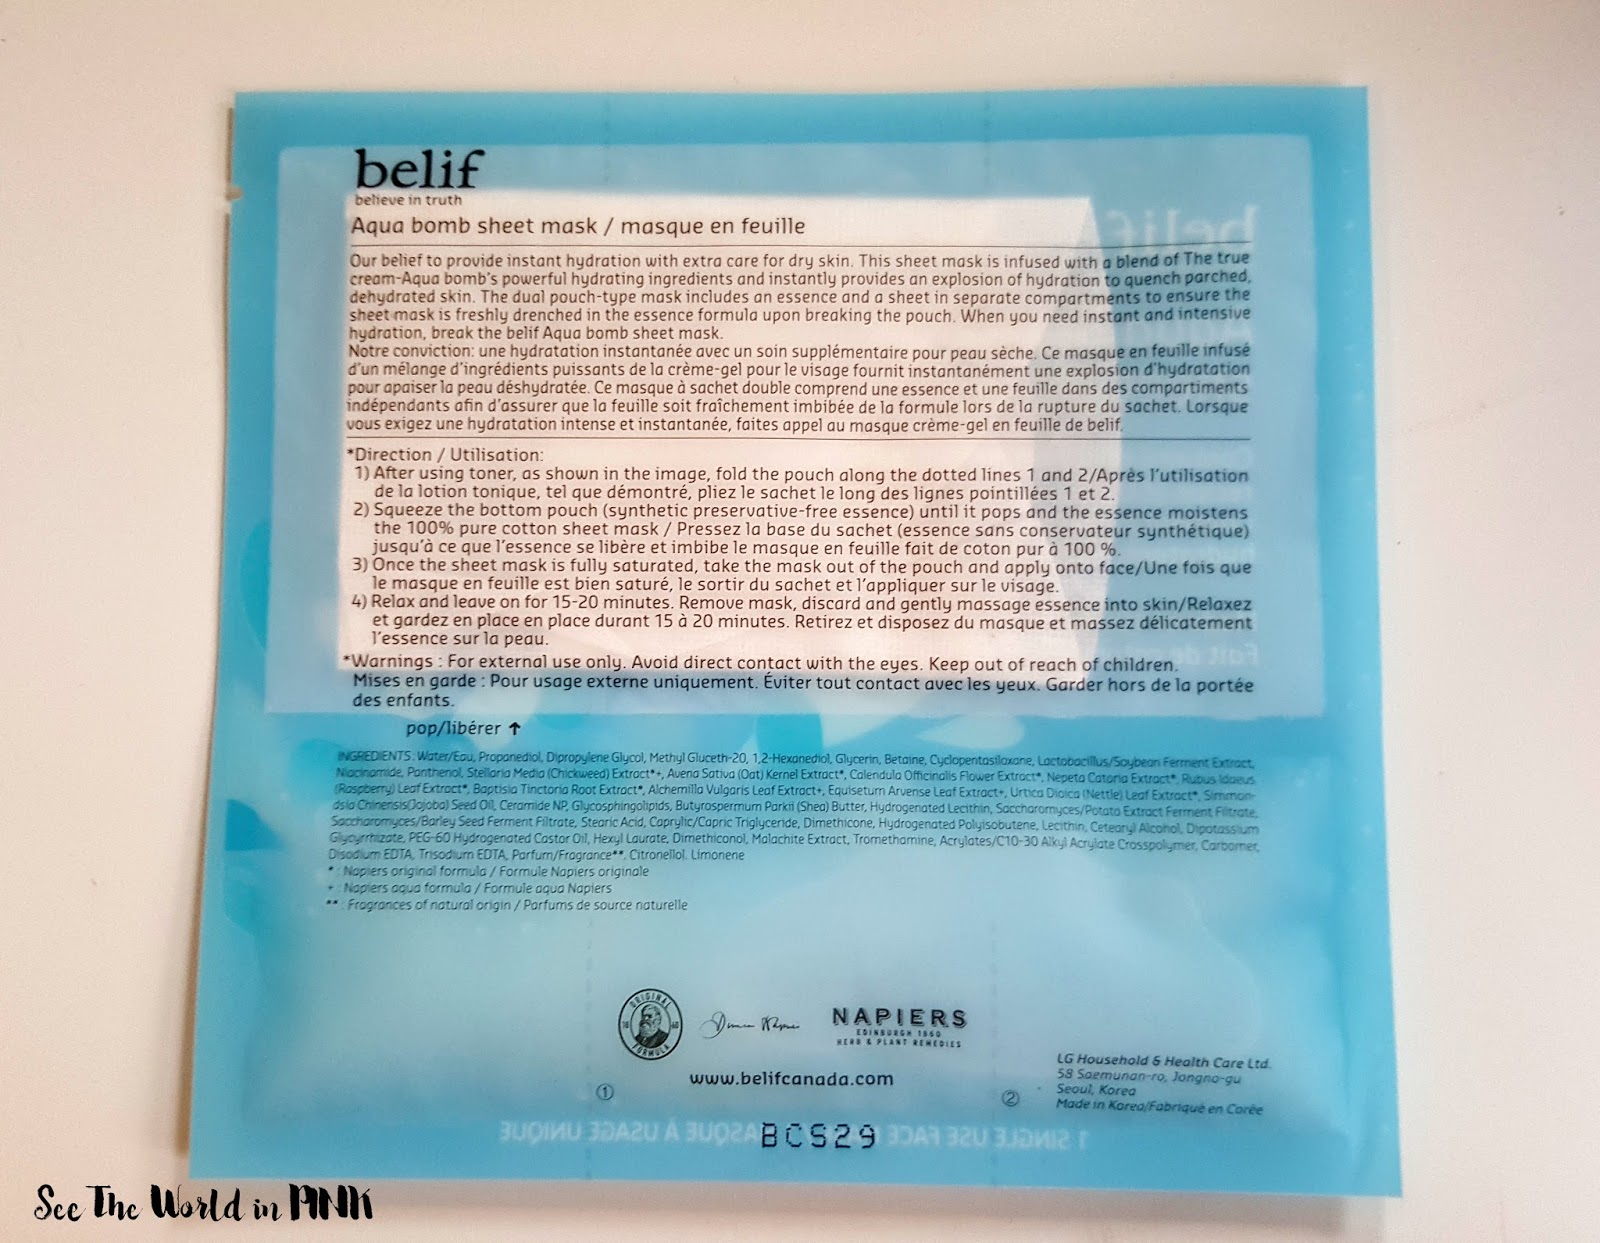 belif
believe in truth
Aqua bomb sheet mask / masque en feuille
Our belief to provide instant hydration with extra care for dry skin. This sheet mask is infused with a blend of The true
cream-Aqua bomb's powerful hydrating ingredients and instantly provides an explosion of hydration to quench parched,
dehydrated skin. The dual pouch-type mask includes an essence and a sheet in separate compartments to ensure the
sheet mask is freshly drenched in the essence formula upon breaking the pouch. When you need instant and intensive
hydration, break the belif Aqua bomb sheet mask.
Notre conviction: une hydratation instantanée avec un soin supplémentaire pour peau sèche. Ce masque en feuille infusé
d'un mélange d'ingrédients puissants de la crème-gel pour le visage fournit instantanément une explosion d'hydratation
pour apaiser la peau déshydratée. Ce masque à sachet double comprend une essence et une feuille dans des compartiments
indépendants afin d'assurer que la feuille soit fraîchement imbibée de la formule lors de la rupture du sachet. Lorsque
vous exigez une hydratation intense et instantanée, faites appel au masque crème-gel en feuille de belif.
*Direction / Utilisation:
1) After using toner, as shown in the image, fold the pouch along the dotted lines 1 and 2/Après l'utilisation
de la lotion tonique, tel que démontré, pliez le sachet le long des lignes pointillées 1 et 2.
2) Squeeze the bottom pouch (synthetic preservative-free essence) until it pops and the essence moistens
the 100% pure cotton sheet mask / Pressez la base du sachet (essence sans conservateur synthétique)
jusqu'à ce que l'essence se libère et imbibe le masque en feuille fait de coton pur à 100 %.
3) Once the sheet mask is fully saturated, take the mask out of the pouch and apply onto face/Une fois que
le masque en feuille est bien saturé, le sortir du sachet et l'appliquer sur le visage.
4) Relax and leave on for 15-20 minutes. Remove mask, discard and gently massage essence into skin/Relaxez
et gardez en place en place durant 15 à 20 minutes. Retirez et disposez du masque et massez délicatement
l'essence sur la peau.
*Warnings : For external use only. Avoid direct contact with the eyes. Keep out of reach of children.
Mises en garde : Pour usage externe uniquement. Éviter tout contact avec les yeux. Garder hors de la portée
des enfants.
pop/libérer ↑
INGREDIENTS : Water/Eau, Propanediol, Dipropylene Glycol, Methyl Gluceth-20, 1,2-Hexanediol, Glycerin, Betaine, Cyclopentasiloxane, Lactobacillus/Soybean Ferment Extract,
Niacinamide, Panthenol, Stellaria Media (Chickweed) Extract*+, Avena Sativa (Oat) Kernel Extract*, Calendula Officinalis Flower Extract*, Nepeta Cataria Extract*, Rubus Idaeus
(Raspberry) Leaf Extract*, Baptisia Tinctoria Root Extract*, Alchemilla Vulgaris Leaf Extract+, Equisetum Arvense Leaf Extract+, Urtica Dioica (Nettle) Leaf Extract*, Simmon-
dsia Chinensis(Jojoba) Seed Oil, Ceramide NP, Glycosphingolipids, Butyrospermum Parkii (Shea) Butter, Hydrogenated Lecithin, Saccharomyces/Potato Extract Ferment Filtrate,
Saccharomyces/Barley Seed Ferment Filtrate, Stearic Acid, Caprylic/Capric Triglyceride, Dimethicone, Hydrogenated Polyisobutene, Lecithin, Cetearyl Alcohol, Dipotassium
Glycyrrhizate, PEG-60 Hydrogenated Castor Oil, Hexyl Laurate, Dimethiconol, Malachite Extract, Tromethamine, Acrylates/C10-30 Alkyl Acrylate Crosspolymer, Carbomer,
Disodium EDTA, Trisodium EDTA, Parfum/Fragrance**, Citronellol, Limonene
* : Napiers original formula / Formule Napiers originale
+ : Napiers aqua formula / Formule aqua Napiers
** : Fragrances of natural origin / Parfums de source naturelle
ORIGINAL
18 60
FORMULA
NAPIERS
EDINBURGH 1860
HERB & PLANT REMEDIES
www.belifcanada.com
LG Household & Health Care Ltd.
58 Saemunan-ro, Jongno-gu
Seoul, Korea
Made in Korea/Fabriqué en Corée
① ②
1 SINGLE USE FACE MASQUE À USAGE UNIQUE
BCS29
See The World in PINK